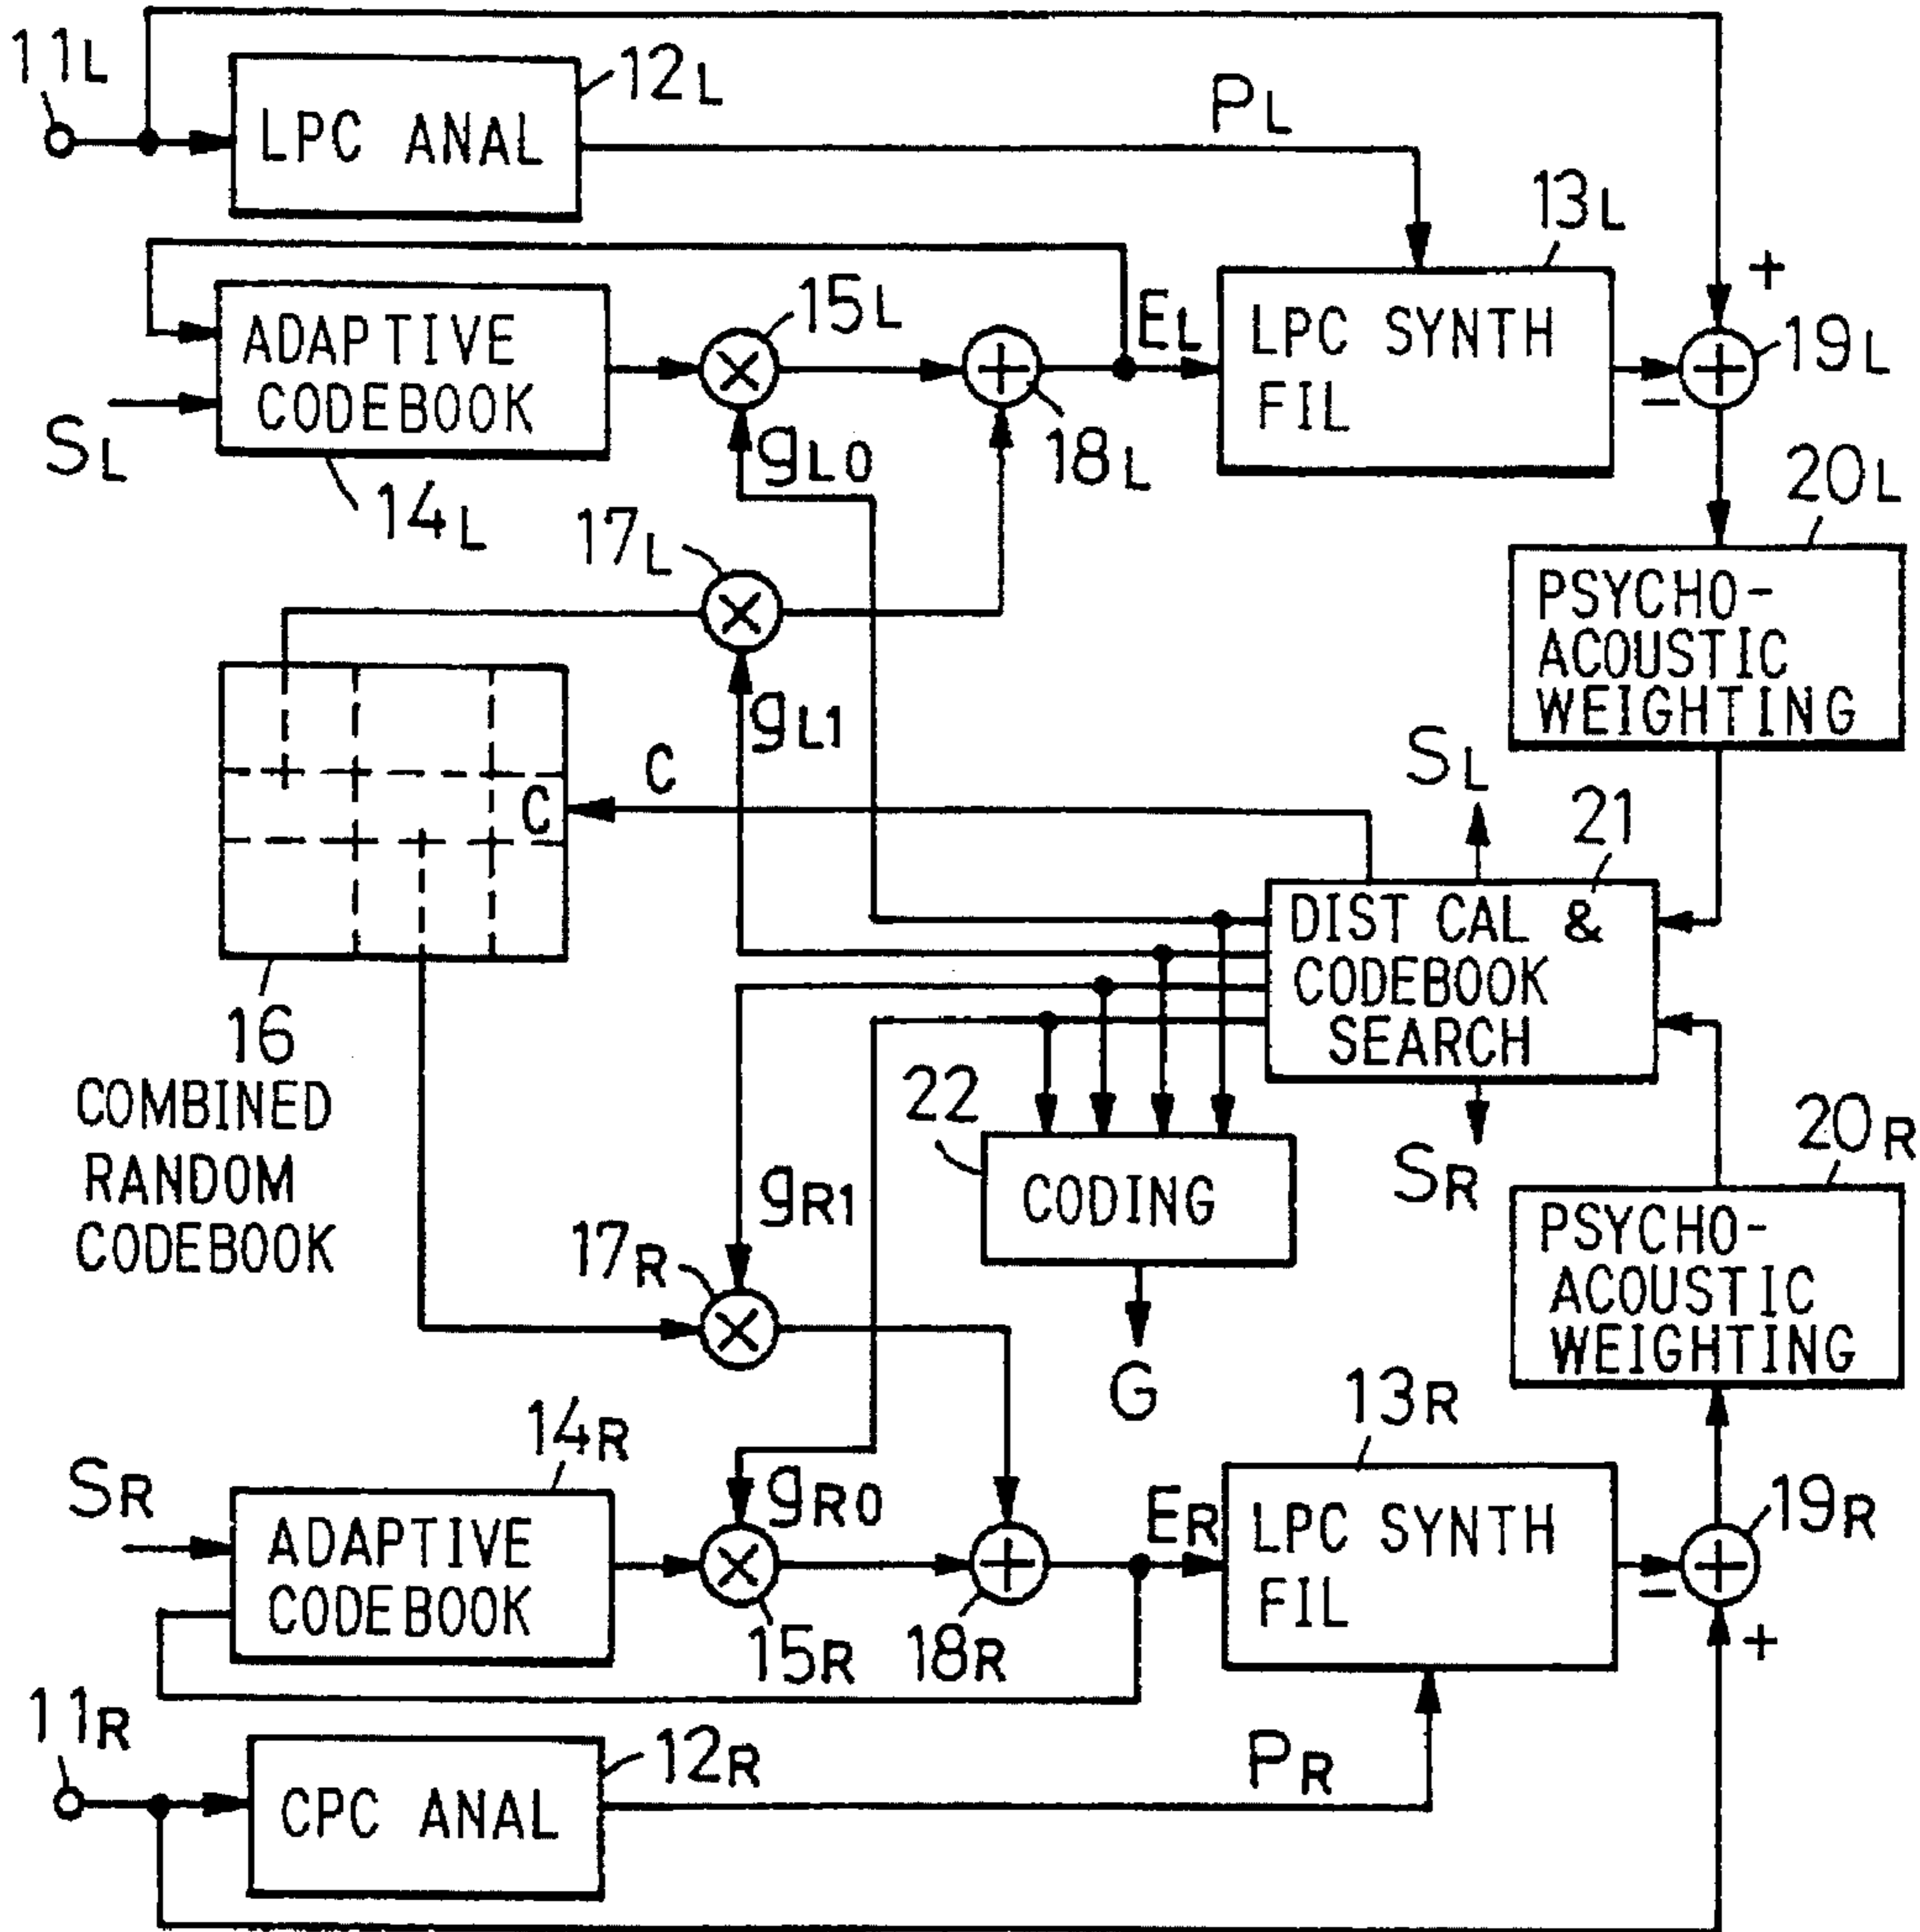 11L
LPC ANAL
12L
PL
13L
+
ADAPTIVE
CODEBOOK
SL
14L
15L
gL0
18L
EL
LPC SYNTH
FIL
−
19L
20L
17L
gL1
PSYCHO-
ACOUSTIC
WEIGHTING
C
C
SL
21
DIST CAL &
CODEBOOK
SEARCH
16
COMBINED
RANDOM
CODEBOOK
22
CODING
G
SR
20R
PSYCHO-
ACOUSTIC
WEIGHTING
gR1
17R
14R
SR
ADAPTIVE
CODEBOOK
gR0
15R
18R
ER
13R
LPC SYNTH
FIL
−
19R
+
11R
CPC ANAL
12R
PR